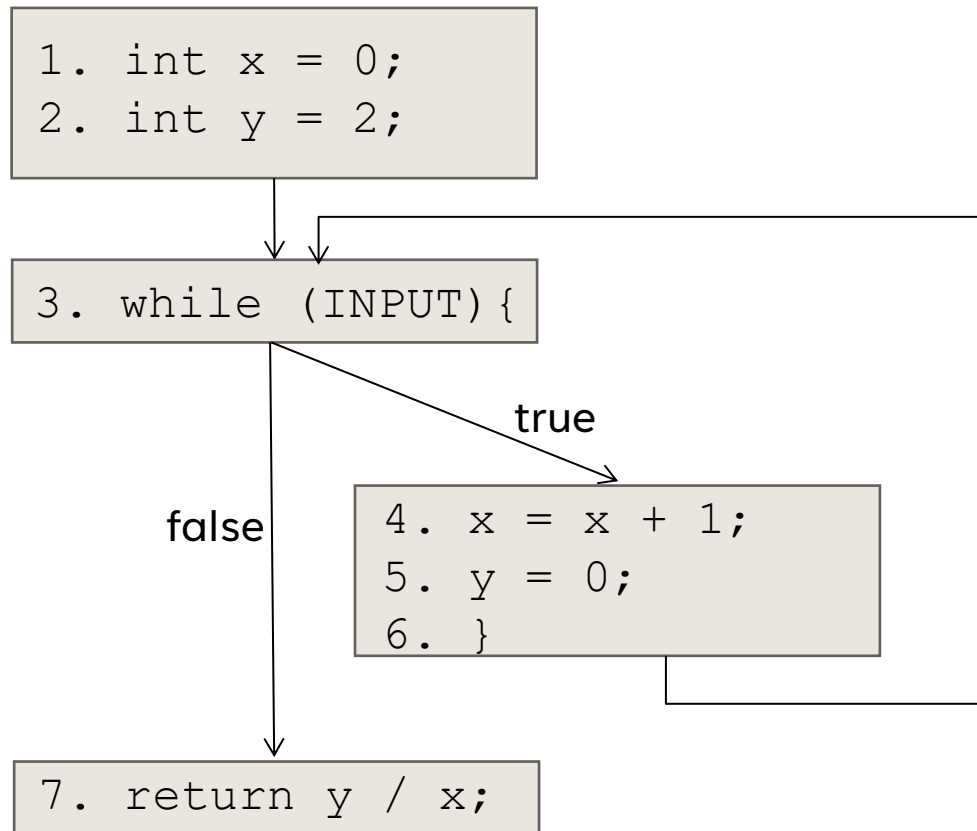 1. int x = 0;
2. int y = 2;
3. while (INPUT){
true
false
4. x = x + 1;
5. y = 0;
6. }
7. return y / x;